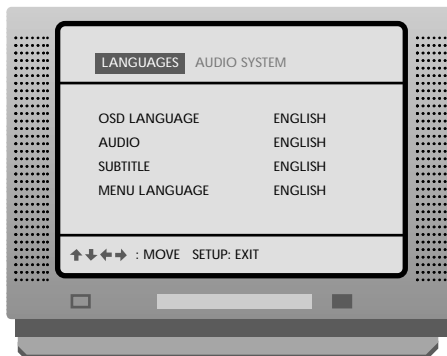 LANGUAGES AUDIO SYSTEM
OSD LANGUAGE ENGLISH
AUDIO ENGLISH
SUBTITLE ENGLISH
MENU LANGUAGE ENGLISH
: MOVE SETUP: EXIT